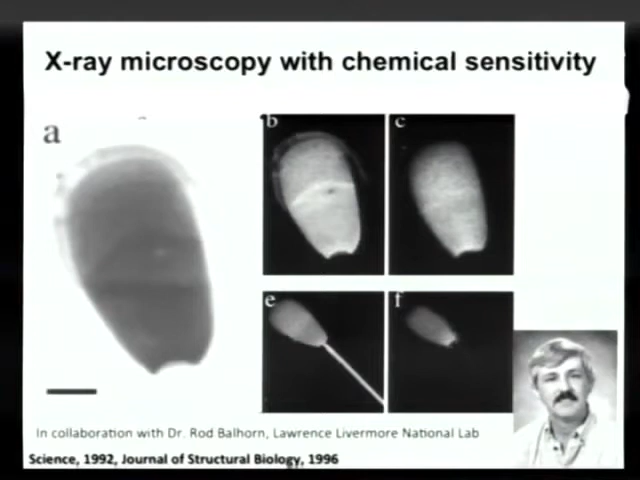 X-ray microscopy with chemical sensitivity
a
b
c
e
f
In collaboration with Dr. Rod Balhorn, Lawrence Livermore National Lab
Science, 1992, Journal of Structural Biology, 1996